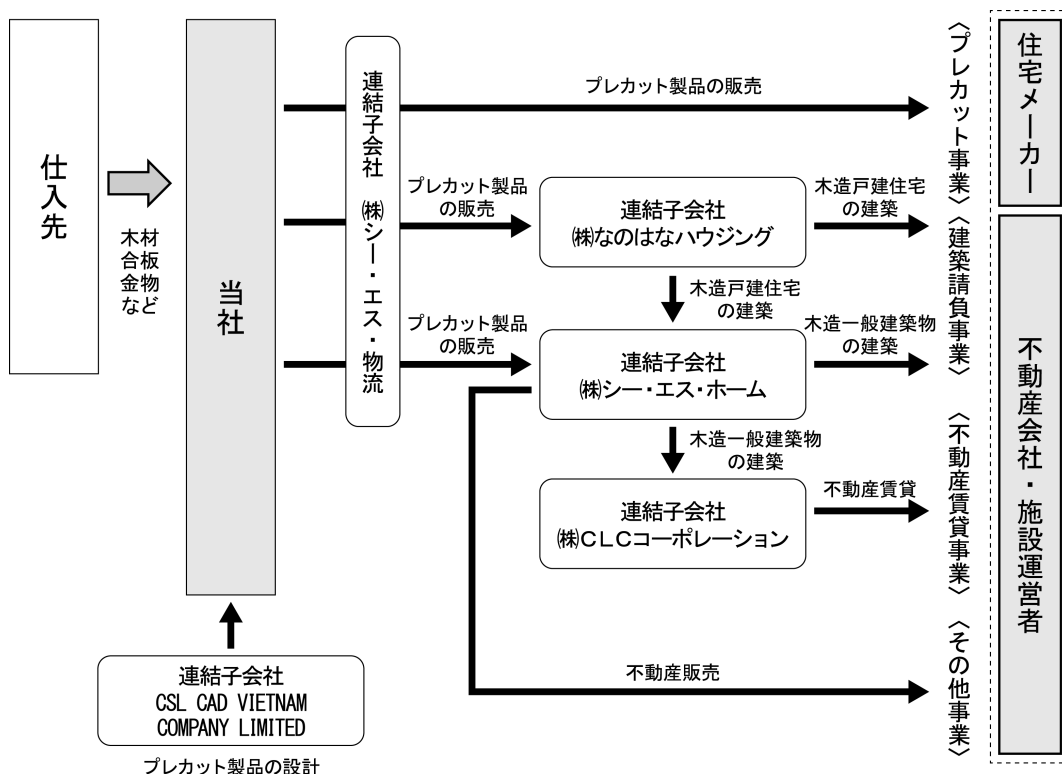 仕入先
木材
合板
金物
など
当社
連結子会社　㈱シー・エス・物流
プレカット製品の販売
プレカット製品
の販売
連結子会社
㈱なのはなハウジング
木造戸建住宅
の建築
木造戸建住宅
の建築
プレカット製品
の販売
連結子会社
㈱シー・エス・ホーム
木造一般建築物
の建築
木造一般建築物
の建築
連結子会社
㈱CLCコーポレーション
不動産賃貸
不動産販売
連結子会社
CSL CAD VIETNAM
COMPANY LIMITED
プレカット製品の設計
〈プレカット事業〉
〈建築請負事業〉
〈不動産賃貸事業〉
〈その他事業〉
住宅メーカー
不動産会社・施設運営者